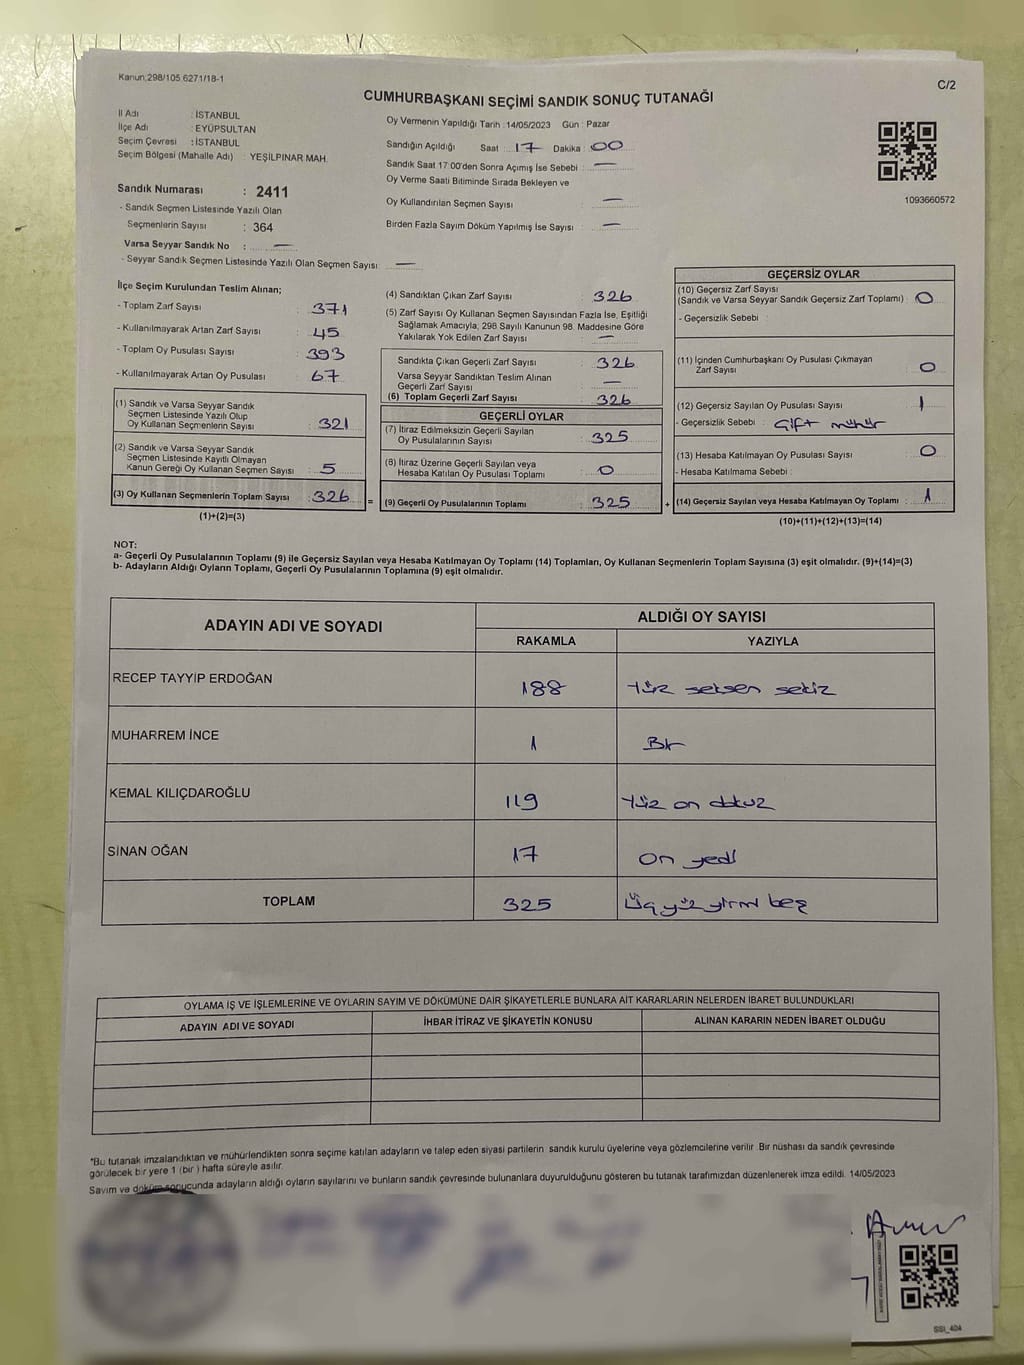 Kanun;298/105 6271/18-1
C/2
CUMHURBAŞKANI SEÇİMİ SANDIK SONUÇ TUTANAĞI
İl Adı : İSTANBUL
İlçe Adı : EYÜPSULTAN
Seçim Çevresi : İSTANBUL
Seçim Bölgesi (Mahalle Adı) : YEŞİLPINAR MAH.
Sandık Numarası : 2411
- Sandık Seçmen Listesinde Yazılı Olan
Seçmenlerin Sayısı : 364
Varsa Seyyar Sandık No : —
- Seyyar Sandık Seçmen Listesinde Yazılı Olan Seçmen Sayısı : —
Oy Vermenin Yapıldığı Tarih : 14/05/2023 Gün : Pazar
Sandığın Açıldığı Saat : 17 Dakika : 00
Sandık Saat 17:00'den Sonra Açımış İse Sebebi : —
Oy Verme Saati Bitiminde Sırada Bekleyen ve
Oy Kullandırılan Seçmen Sayısı : —
Birden Fazla Sayım Döküm Yapılmış İse Sayısı : —
1093660572
İlçe Seçim Kurulundan Teslim Alınan;
- Toplam Zarf Sayısı : 371
- Kullanılmayarak Artan Zarf Sayısı : 45
- Toplam Oy Pusulası Sayısı : 393
- Kullanılmayarak Artan Oy Pusulası : 67
(1) Sandık ve Varsa Seyyar Sandık
Seçmen Listesinde Yazılı Olup
Oy Kullanan Seçmenlerin Sayısı : 321
(2) Sandık ve Varsa Seyyar Sandık
Seçmen Listesinde Kayıtlı Olmayan
Kanun Gereği Oy Kullanan Seçmen Sayısı : 5
(3) Oy Kullanan Seçmenlerin Toplam Sayısı : 326
(1)+(2)=(3)
(4) Sandıktan Çıkan Zarf Sayısı : 326
(5) Zarf Sayısı Oy Kullanan Seçmen Sayısından Fazla İse, Eşitliği
Sağlamak Amacıyla, 298 Sayılı Kanunun 98. Maddesine Göre
Yakılarak Yok Edilen Zarf Sayısı : —
Sandıkta Çıkan Geçerli Zarf Sayısı : 326
Varsa Seyyar Sandıktan Teslim Alınan
Geçerli Zarf Sayısı : —
(6) Toplam Geçerli Zarf Sayısı : 326
GEÇERLİ OYLAR
(7) İtiraz Edilmeksizin Geçerli Sayılan
Oy Pusulalarının Sayısı : 325
(8) İtiraz Üzerine Geçerli Sayılan veya
Hesaba Katılan Oy Pusulası Toplamı : 0
= (9) Geçerli Oy Pusulalarının Toplamı : 325
GEÇERSİZ OYLAR
(10) Geçersiz Zarf Sayısı
(Sandık ve Varsa Seyyar Sandık Geçersiz Zarf Toplamı) : 0
- Geçersizlik Sebebi :
(11) İçinden Cumhurbaşkanı Oy Pusulası Çıkmayan
Zarf Sayısı : 0
(12) Geçersiz Sayılan Oy Pusulası Sayısı : 1
- Geçersizlik Sebebi : Çift mühür
(13) Hesaba Katılmayan Oy Pusulası Sayısı : 0
- Hesaba Katılmama Sebebi :
+ (14) Geçersiz Sayılan veya Hesaba Katılmayan Oy Toplamı : 1
(10)+(11)+(12)+(13)=(14)
NOT:
a- Geçerli Oy Pusulalarının Toplamı (9) ile Geçersiz Sayılan veya Hesaba Katılmayan Oy Toplamı (14) Toplamları, Oy Kullanan Seçmenlerin Toplam Sayısına (3) eşit olmalıdır. (9)+(14)=(3)
b- Adayların Aldığı Oyların Toplamı, Geçerli Oy Pusulalarının Toplamına (9) eşit olmalıdır.
ADAYIN ADI VE SOYADI ALDIĞI OY SAYISI
RAKAMLA YAZIYLA
RECEP TAYYİP ERDOĞAN 188 Yüz seksen sekiz
MUHARREM İNCE 1 Bir
KEMAL KILIÇDAROĞLU 119 Yüz on dokuz
SİNAN OĞAN 17 On yedi
TOPLAM 325 Üç yüz yirmi beş
OYLAMA İŞ VE İŞLEMLERİNE VE OYLARIN SAYIM VE DÖKÜMÜNE DAİR ŞİKAYETLERLE BUNLARA AİT KARARLARIN NELERDEN İBARET BULUNDUKLARI
ADAYIN ADI VE SOYADI İHBAR İTİRAZ VE ŞİKAYETİN KONUSU ALINAN KARARIN NEDEN İBARET OLDUĞU
*Bu tutanak imzalandıktan ve mühürlendikten sonra seçime katılan adayların ve talep eden siyasi partilerin sandık kurulu üyelerine veya gözlemcilerine verilir. Bir nüshası da sandık çevresinde
görülecek bir yere 1 (bir) hafta süreyle asılır.
Sayım ve döküm sonucunda adayların aldığı oyların sayılarını ve bunların sandık çevresinde bulunanlara duyurulduğunu gösteren bu tutanak tarafımızdan düzenlenerek imza edildi. 14/05/2023
SSI_404